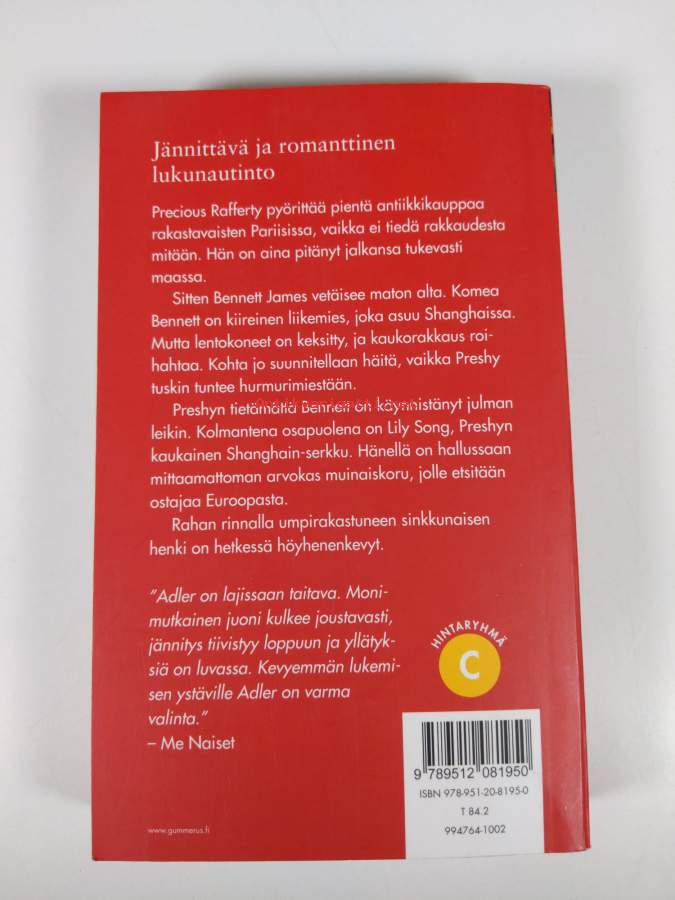 Jännittävä ja romanttinen
lukunautinto
Precious Rafferty pyörittää pientä antiikkikauppaa
rakastavaisten Pariisissa, vaikka ei tiedä rakkaudesta
mitään. Hän on aina pitänyt jalkansa tukevasti
maassa.
Sitten Bennett James vetäisee maton alta. Komea
Bennett on kiireinen liikemies, joka asuu Shanghaissa.
Mutta lentokoneet on keksitty, ja kaukorakkaus roi-
hahtaa. Kohta jo suunnitellaan häitä, vaikka Preshy
tuskin tuntee hurmurimiestään.
Preshyn tietämättä Bennett on käynnistänyt julman
leikin. Kolmantena osapuolena on Lily Song, Preshyn
kaukainen Shanghain-serkku. Hänellä on hallussaan
mittaamattoman arvokas muinaiskoru, jolle etsitään
ostajaa Euroopasta.
Rahan rinnalla umpirakastuneen sinkkunaisen
henki on hetkessä höyhenenkevyt.
”Adler on lajissaan taitava. Moni-
mutkainen juoni kulkee joustavasti,
jännitys tiivistyy loppuun ja yllätyk-
siä on luvassa. Kevyemmän lukemi-
sen ystäville Adler on varma
valinta.”
– Me Naiset
HINTARYHMÄ
C
9 789512 081950
ISBN 978-951-20-8195-0
T 84.2
994764-1002
www.gummerus.fi